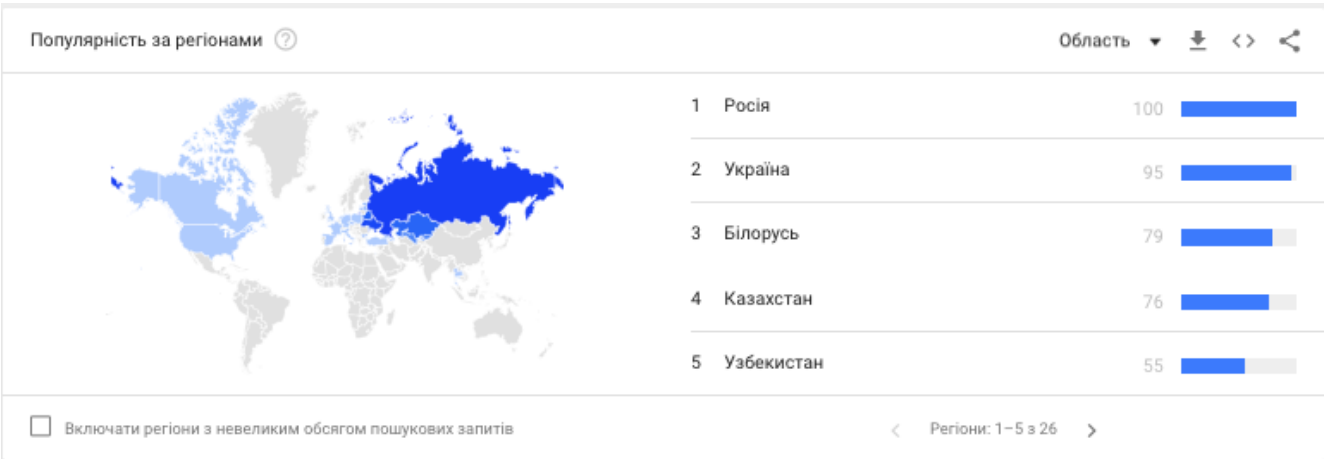 Популярність за регіонами
Область
1 Росія 100
2 Україна 95
3 Білорусь 79
4 Казахстан 76
5 Узбекистан 55
Включати регіони з невеликим обсягом пошукових запитів
Регіони: 1–5 з 26